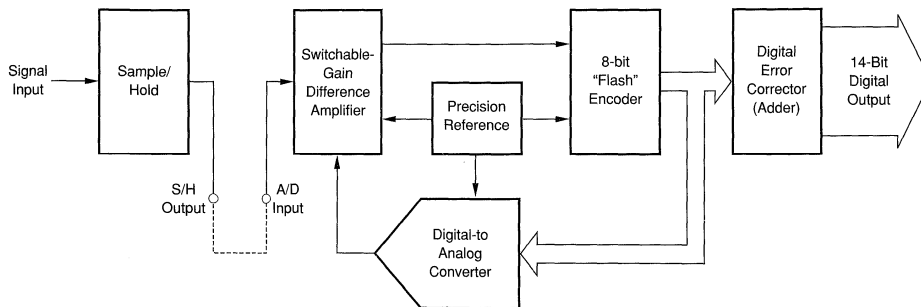 Signal
Input
Sample/
Hold
S/H
Output
A/D
Input
Switchable-
Gain
Difference
Amplifier
Precision
Reference
Digital-to
Analog
Converter
8-bit
“Flash”
Encoder
Digital
Error
Corrector
(Adder)
14-Bit
Digital
Output